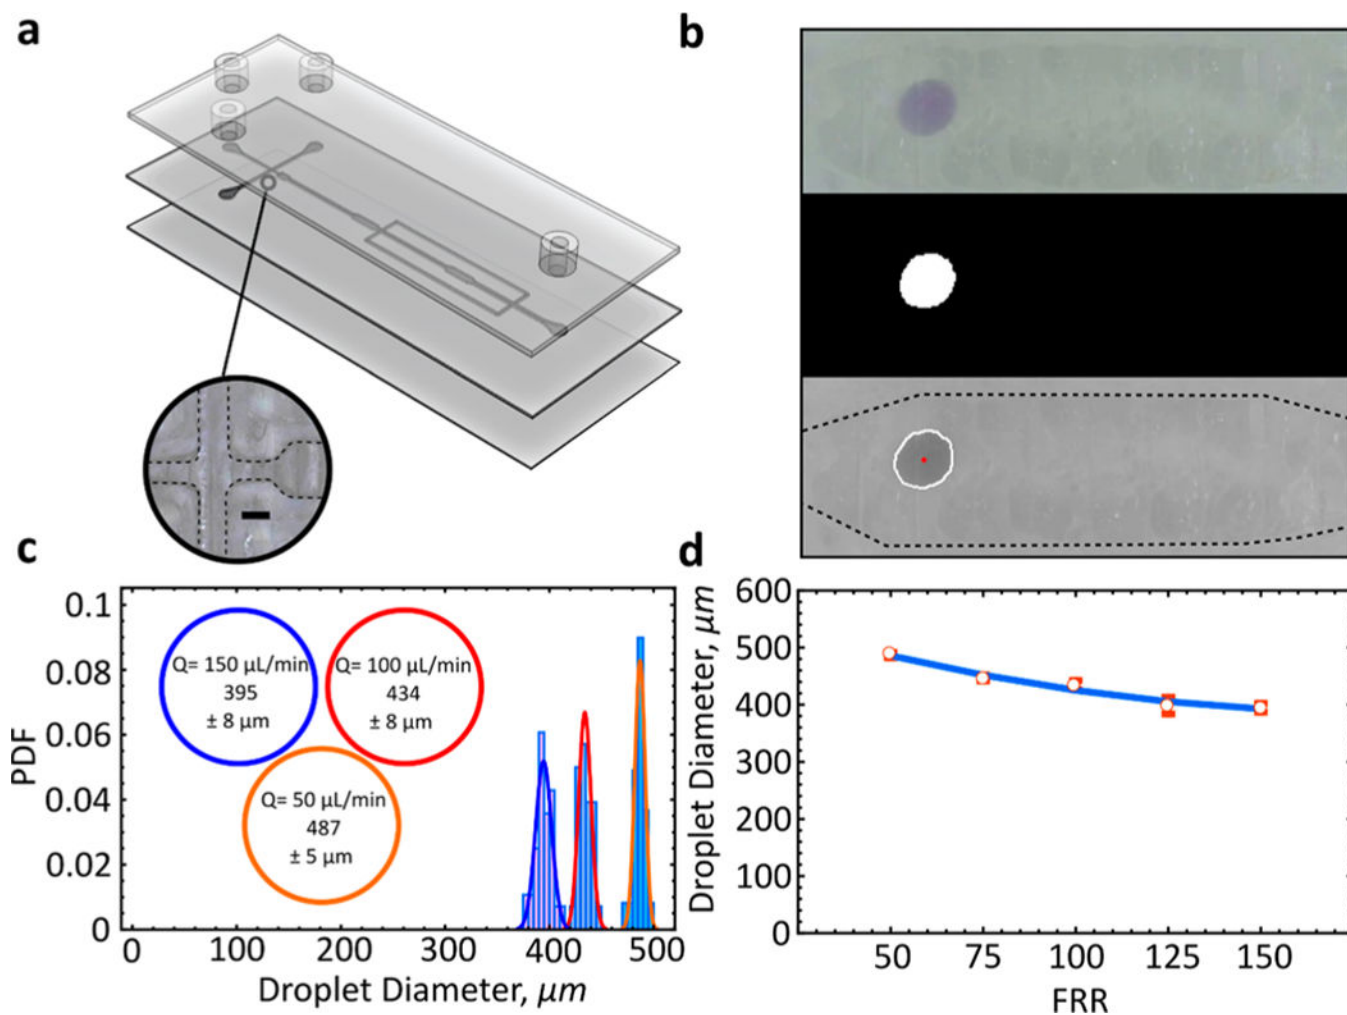 a
b
c
0.1
0.08
0.06
0.04
0.02
0
PDF
Q= 150 μL/min
395
± 8 μm
Q= 100 μL/min
434
± 8 μm
Q= 50 μL/min
487
± 5 μm
0 100 200 300 400 500
Droplet Diameter, μm
d
600
500
400
300
200
100
0
Droplet Diameter, μm
50 75 100 125 150
FRR